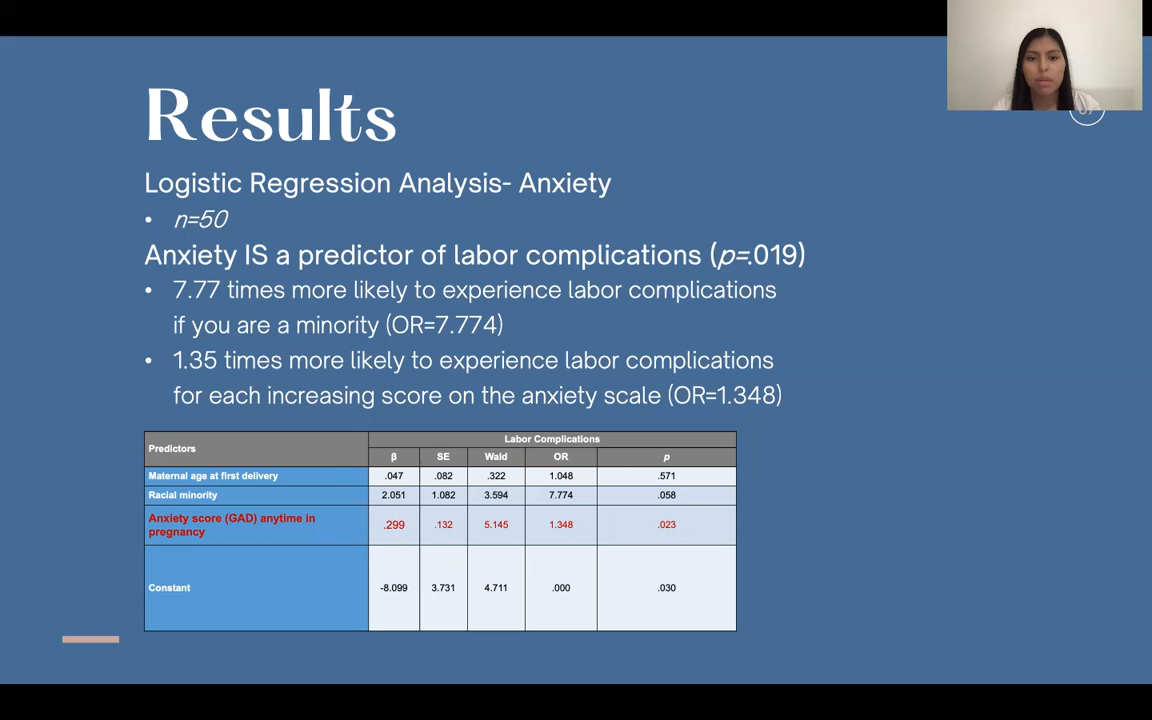 Results
Logistic Regression Analysis- Anxiety
• n=50
Anxiety IS a predictor of labor complications (p=.019)
• 7.77 times more likely to experience labor complications
if you are a minority (OR=7.774)
• 1.35 times more likely to experience labor complications
for each increasing score on the anxiety scale (OR=1.348)
Predictors Labor Complications
β SE Wald OR p
Maternal age at first delivery .047 .082 .322 1.048 .571
Racial minority 2.051 1.082 3.594 7.774 .058
Anxiety score (GAD) anytime in
pregnancy .299 .132 5.145 1.348 .023
Constant -8.099 3.731 4.711 .000 .030